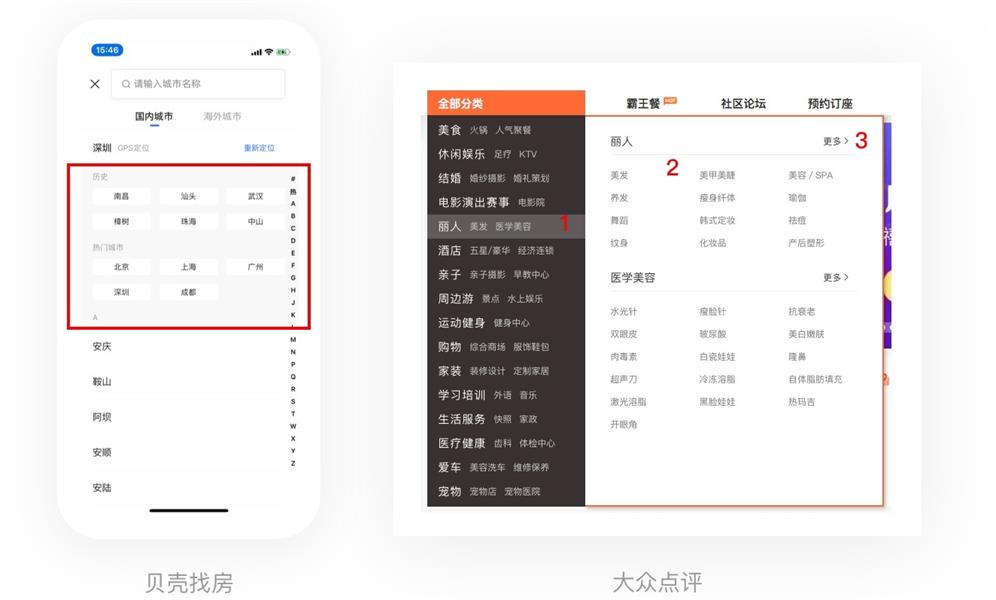 15:46
请输入城市名称
国内城市 海外城市
深圳 GPS定位 重新定位
历史
南昌 汕头 武汉
樟树 珠海 中山
热门城市
北京 上海 广州
深圳 成都
A
安庆
鞍山
阿坝
安顺
安陆
#
热
A
B
C
D
E
F
G
H
J
K
L
M
N
P
Q
R
S
T
W
X
Y
Z
贝壳找房
全部分类 霸王餐 HOT 社区论坛 预约订座
美食 火锅 人气聚餐
休闲娱乐 足疗 KTV
结婚 婚纱摄影 婚礼策划
电影演出赛事 电影院
丽人 美发 医学美容 1
酒店 五星/豪华 经济连锁
亲子 亲子摄影 早教中心
周边游 景点 水上娱乐
运动健身 健身中心
购物 综合商场 服饰鞋包
家装 装修设计 定制家居
学习培训 外语 音乐
生活服务 快照 家政
医疗健康 齿科 体检中心
爱车 美容洗车 维修保养
宠物 宠物店 宠物医院
丽人 更多 > 3
2
美发 美甲美睫 美容 / SPA
养发 瘦身纤体 瑜伽
舞蹈 韩式定妆 祛痘
纹身 化妆品 产后塑形
医学美容 更多 >
水光针 瘦脸针 抗衰老
双眼皮 玻尿酸 美白嫩肤
肉毒素 白瓷娃娃 隆鼻
超声刀 冷冻溶脂 自体脂肪填充
激光溶脂 黑脸娃娃 热玛吉
开眼角
大众点评